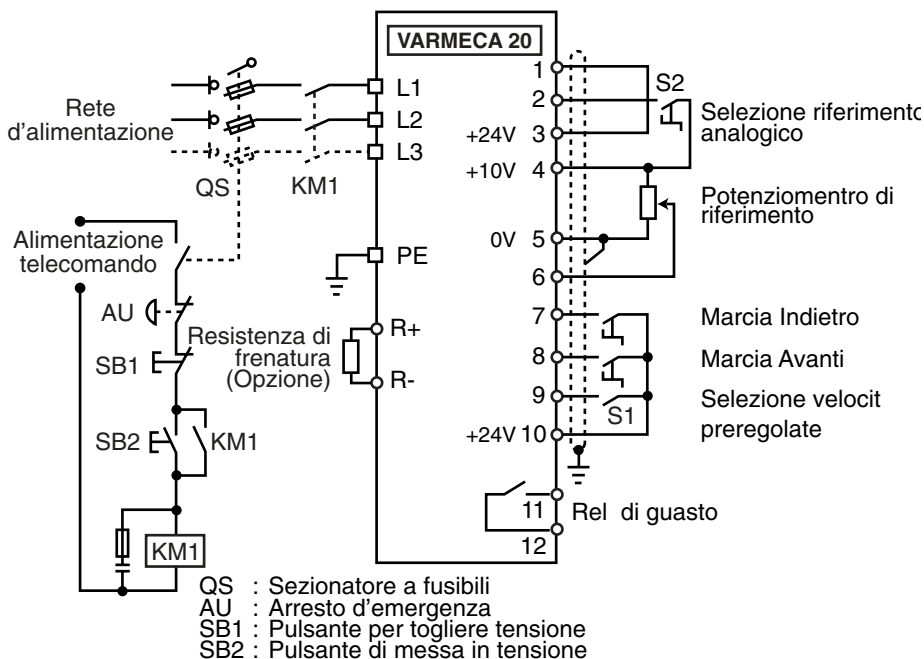 VARMECA 20
Rete
d'alimentazione
QS
KM1
L1
L2
L3
PE
R+
R-
Alimentazione
telecomando
AU
SB1
SB2
KM1
KM1
Resistenza di
frenatura
(Opzione)
1
2
+24V 3
+10V 4
0V 5
6
7
8
9
+24V 10
11
12
S2
Selezione riferimento
analogico
Potenziomentro di
riferimento
Marcia Indietro
Marcia Avanti
S1
Selezione velocit
preregolate
Rel di guasto
QS : Sezionatore a fusibili
AU : Arresto d'emergenza
SB1 : Pulsante per togliere tensione
SB2 : Pulsante di messa in tensione